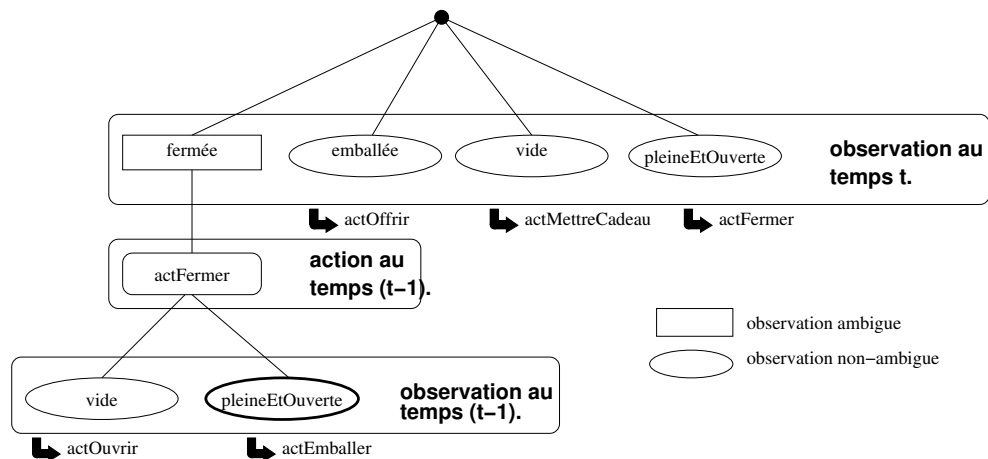 fermée
emballée
vide
pleineEtOuverte
observation au
temps t.
actOffrir
actMettreCadeau
actFermer
actFermer
action au
temps (t−1).
observation ambigue
observation non−ambigue
vide
pleineEtOuverte
observation au
temps (t−1).
actOuvrir
actEmballer